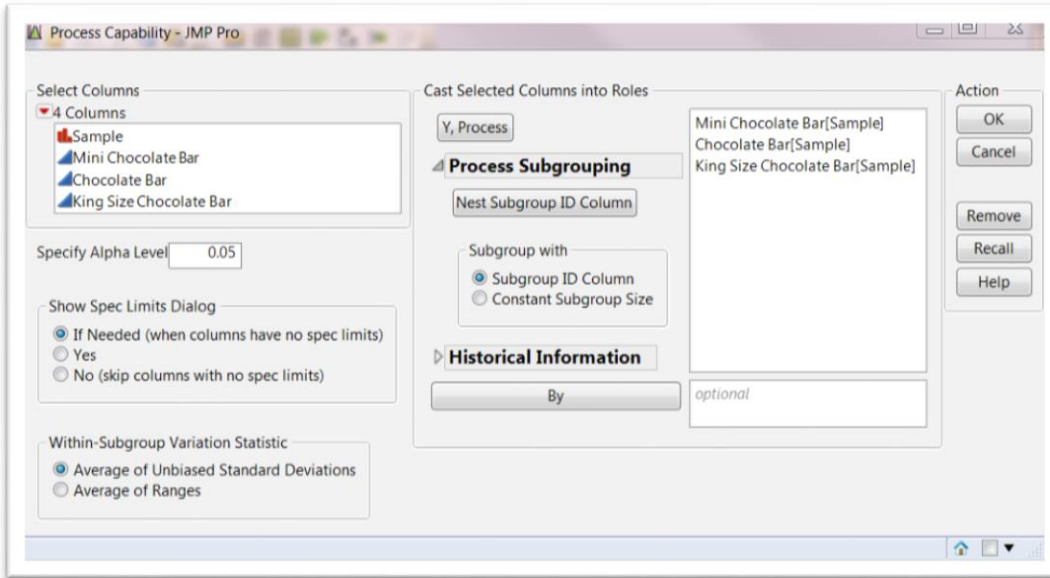 Process Capability - JMP Pro
Select Columns
4 Columns
Sample
Mini Chocolate Bar
Chocolate Bar
King Size Chocolate Bar
Specify Alpha Level 0.05
Show Spec Limits Dialog
If Needed (when columns have no spec limits)
Yes
No (skip columns with no spec limits)
Within-Subgroup Variation Statistic
Average of Unbiased Standard Deviations
Average of Ranges
Cast Selected Columns into Roles
Y, Process
Mini Chocolate Bar[Sample]
Chocolate Bar[Sample]
King Size Chocolate Bar[Sample]
Process Subgrouping
Nest Subgroup ID Column
Subgroup with
Subgroup ID Column
Constant Subgroup Size
Historical Information
By
optional
Action
OK
Cancel
Remove
Recall
Help